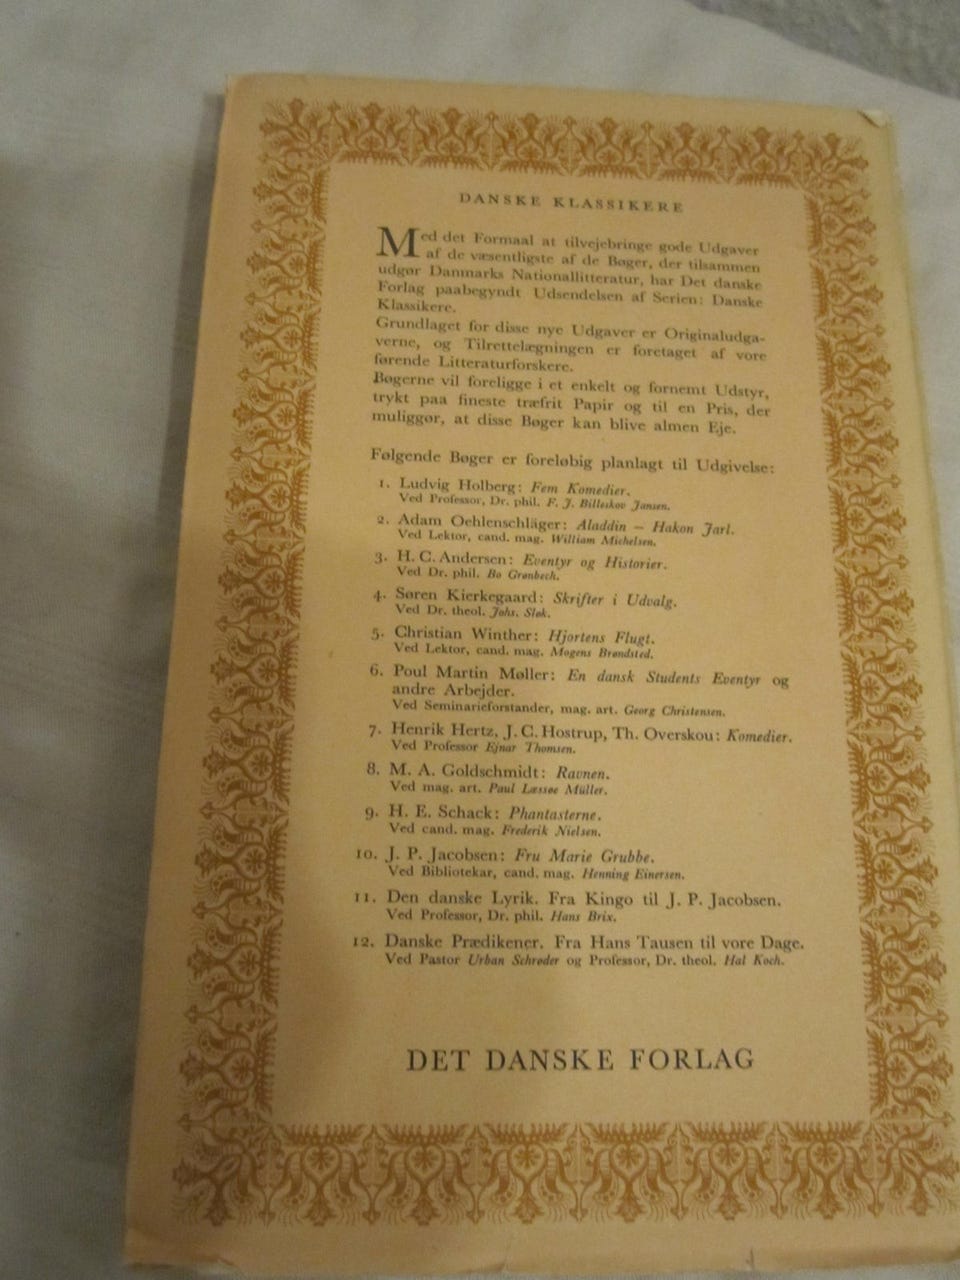 DANSKE KLASSIKERE
Med det Formaal at tilvejebringe gode Udgaver
af de væsentligste af de Bøger, der tilsammen
udgør Danmarks Nationallitteratur, har Det danske
Forlag paabegyndt Udsendelsen af Serien: Danske
Klassikere.
Grundlaget for disse nye Udgaver er Originaludga-
verne, og Tilrettelægningen er foretaget af vore
førende Litteraturforskere.
Bøgerne vil foreligge i et enkelt og fornemt Udstyr,
trykt paa fineste træfrit Papir og til en Pris, der
muliggør, at disse Bøger kan blive almen Eje.
Følgende Bøger er foreløbig planlagt til Udgivelse:
1. Ludvig Holberg: Fem Komedier.
Ved Professor, Dr. phil. F. J. Billeskov Jansen.
2. Adam Oehlenschläger: Aladdin – Hakon Jarl.
Ved Lektor, cand. mag. William Michelsen.
3. H. C. Andersen: Eventyr og Historier.
Ved Dr. phil. Bo Grønbech.
4. Søren Kierkegaard: Skrifter i Udvalg.
Ved Dr. theol. Johs. Sløk.
5. Christian Winther: Hjortens Flugt.
Ved Lektor, cand. mag. Mogens Brøndsted.
6. Poul Martin Møller: En dansk Students Eventyr og
andre Arbejder.
Ved Seminarieforstander, mag. art. Georg Christensen.
7. Henrik Hertz, J. C. Hostrup, Th. Overskou: Komedier.
Ved Professor Ejnar Thomsen.
8. M. A. Goldschmidt: Ravnen.
Ved mag. art. Paul Læssøe Müller.
9. H. E. Schack: Phantasterne.
Ved cand. mag. Frederik Nielsen.
10. J. P. Jacobsen: Fru Marie Grubbe.
Ved Bibliotekar, cand. mag. Henning Einersen.
11. Den danske Lyrik. Fra Kingo til J. P. Jacobsen.
Ved Professor, Dr. phil. Hans Brix.
12. Danske Prædikener. Fra Hans Tausen til vore Dage.
Ved Pastor Urban Schrøder og Professor, Dr. theol. Hal Koch.
DET DANSKE FORLAG